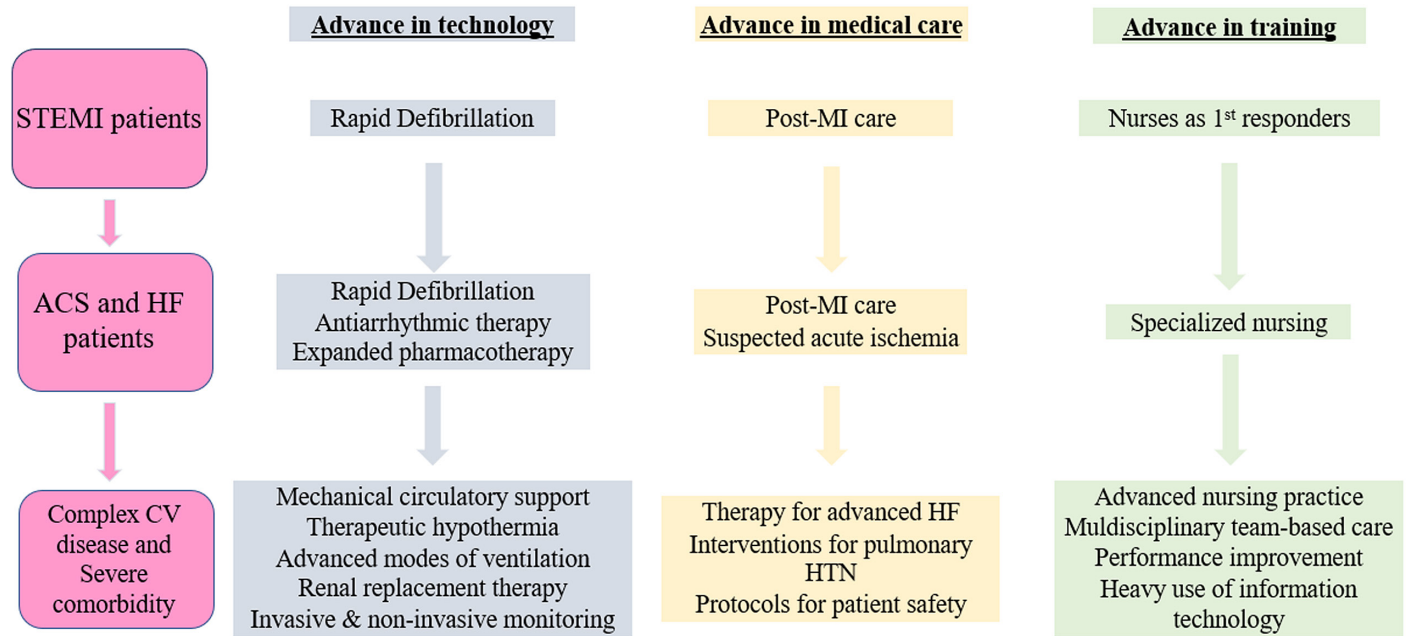 Advance in technology
Advance in medical care
Advance in training
STEMI patients
Rapid Defibrillation
Post-MI care
Nurses as 1st responders
ACS and HF
patients
Rapid Defibrillation
Antiarrhythmic therapy
Expanded pharmacotherapy
Post-MI care
Suspected acute ischemia
Specialized nursing
Complex CV
disease and
Severe
comorbidity
Mechanical circulatory support
Therapeutic hypothermia
Advanced modes of ventilation
Renal replacement therapy
Invasive & non-invasive monitoring
Therapy for advanced HF
Interventions for pulmonary
HTN
Protocols for patient safety
Advanced nursing practice
Muldisciplinary team-based care
Performance improvement
Heavy use of information
technology